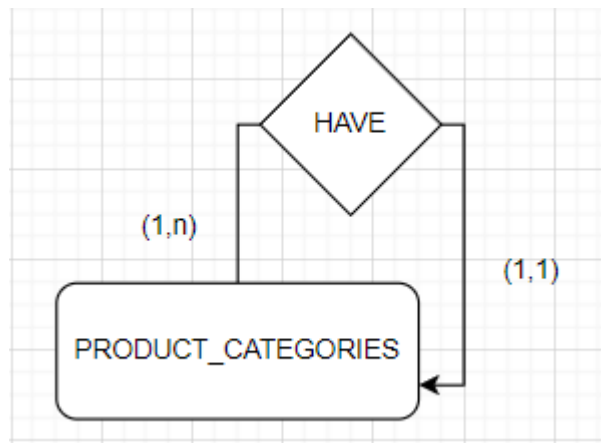 HAVE
(1,n)
(1,1)
PRODUCT_CATEGORIES